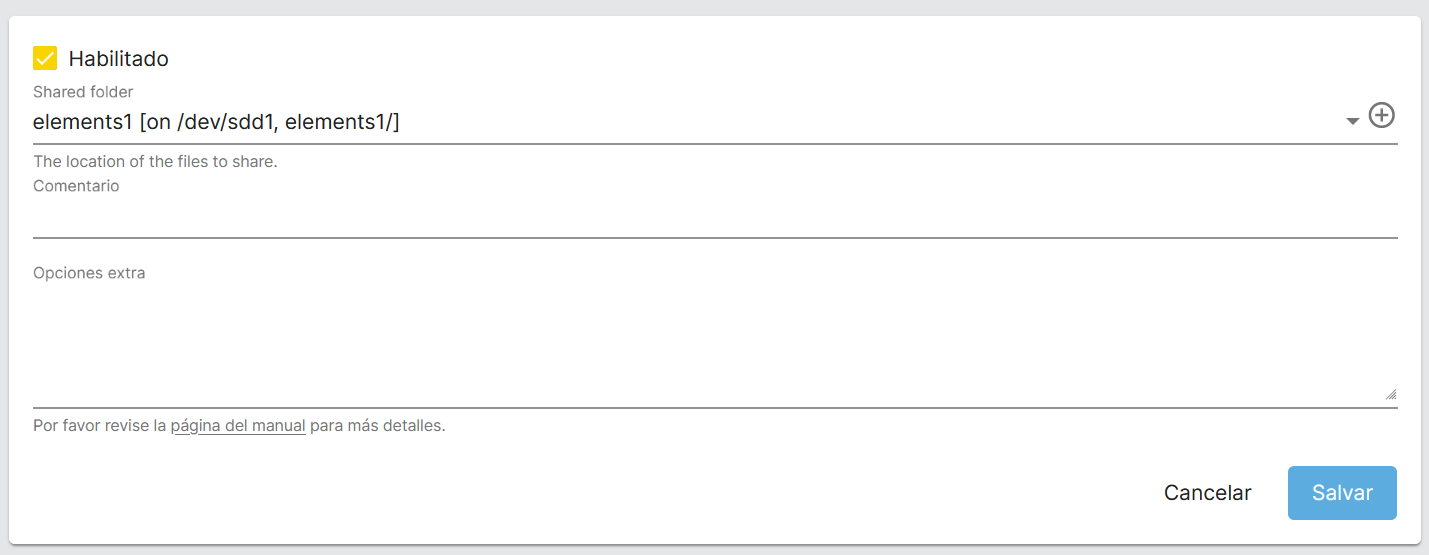 Habilitado
Shared folder
elements1 [on /dev/sdd1, elements1/]
The location of the files to share.
Comentario
Opciones extra
Por favor revise la página del manual para más detalles.
Cancelar
Salvar